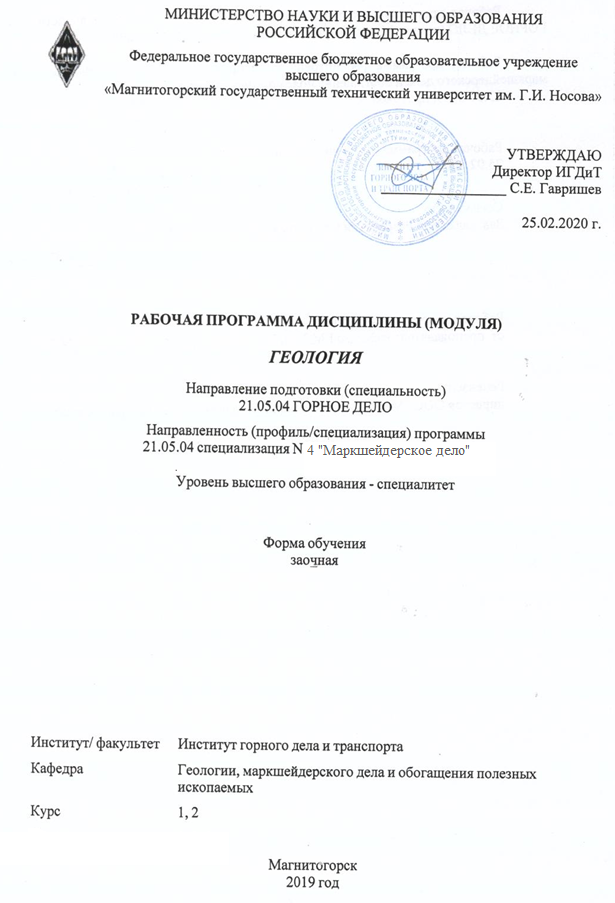 МИНИСТЕРСТВО НАУКИ И ВЫСШЕГО ОБРАЗОВАНИЯ
РОССИЙСКОЙ ФЕДЕРАЦИИ
Федеральное государственное бюджетное образовательное учреждение
высшего образования
«Магнитогорский государственный технический университет им. Г.И. Носова»
УТВЕРЖДАЮ
Директор ИГДиТ
С.Е. Гавришев
ИНСТИТУТ
ГОРНОГО ДЕЛА
И ТРАНСПОРТА
25.02.2020 г.
РАБОЧАЯ ПРОГРАММА ДИСЦИПЛИНЫ (МОДУЛЯ)
ГЕОЛОГИЯ
Направление подготовки (специальность)
21.05.04 ГОРНОЕ ДЕЛО
Направленность (профиль/специализация) программы
21.05.04 специализация N 4 "Маркшейдерское дело"
Уровень высшего образования - специалитет
Форма обучения
заочная
Институт/ факультет Институт горного дела и транспорта
Кафедра Геологии, маркшейдерского дела и обогащения полезных
ископаемых
Курс 1, 2
Магнитогорск
2019 год